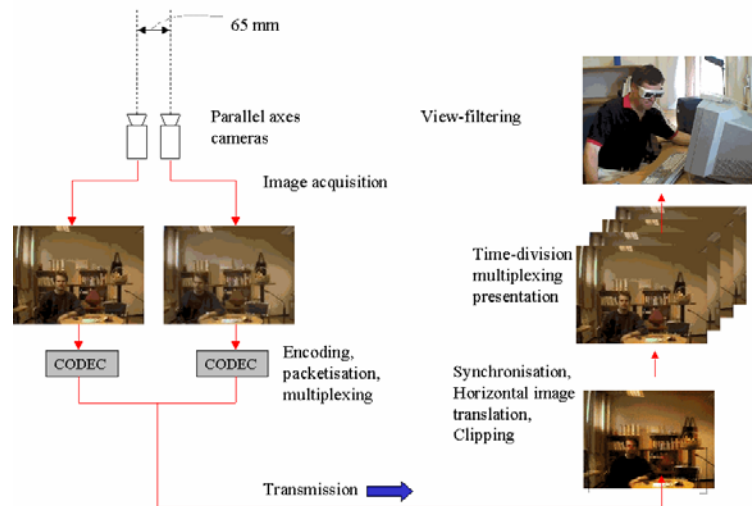 65 mm
Parallel axes
cameras
View-filtering
Image acquisition
Time-division
multiplexing
presentation
CODEC
CODEC
Encoding,
packetisation,
multiplexing
Synchronisation,
Horizontal image
translation,
Clipping
Transmission